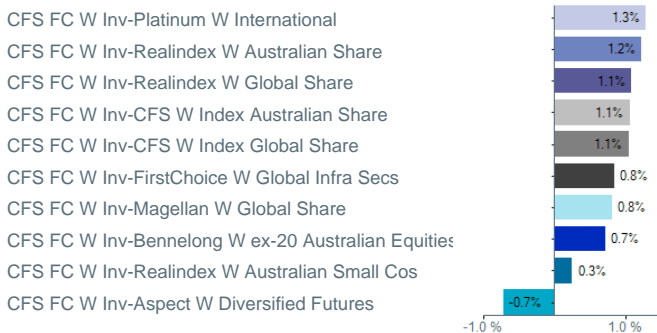 CFS FC W Inv-Platinum W International 1.3%
CFS FC W Inv-Realindex W Australian Share 1.2%
CFS FC W Inv-Realindex W Global Share 1.1%
CFS FC W Inv-CFS W Index Australian Share 1.1%
CFS FC W Inv-CFS W Index Global Share 1.1%
CFS FC W Inv-FirstChoice W Global Infra Secs 0.8%
CFS FC W Inv-Magellan W Global Share 0.8%
CFS FC W Inv-Bennelong W ex-20 Australian Equities 0.7%
CFS FC W Inv-Realindex W Australian Small Cos 0.3%
CFS FC W Inv-Aspect W Diversified Futures -0.7%
-1.0 % 1.0 %